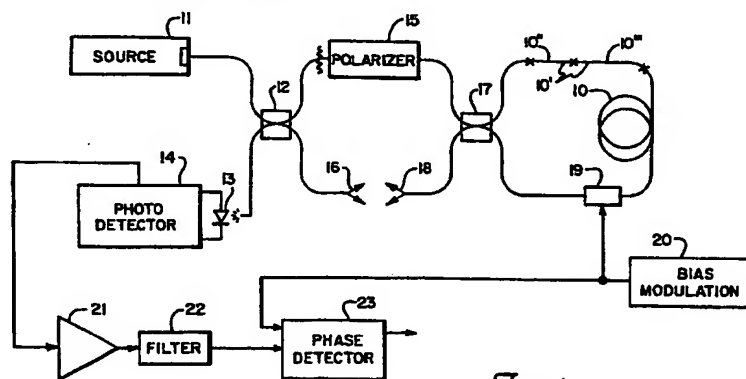 11
SOURCE
12
15
POLARIZER
17
10"
10'
10'''
10
14
13
PHOTO
DETECTOR
16
18
19
20
BIAS
MODULATION
21
22
FILTER
23
PHASE
DETECTOR